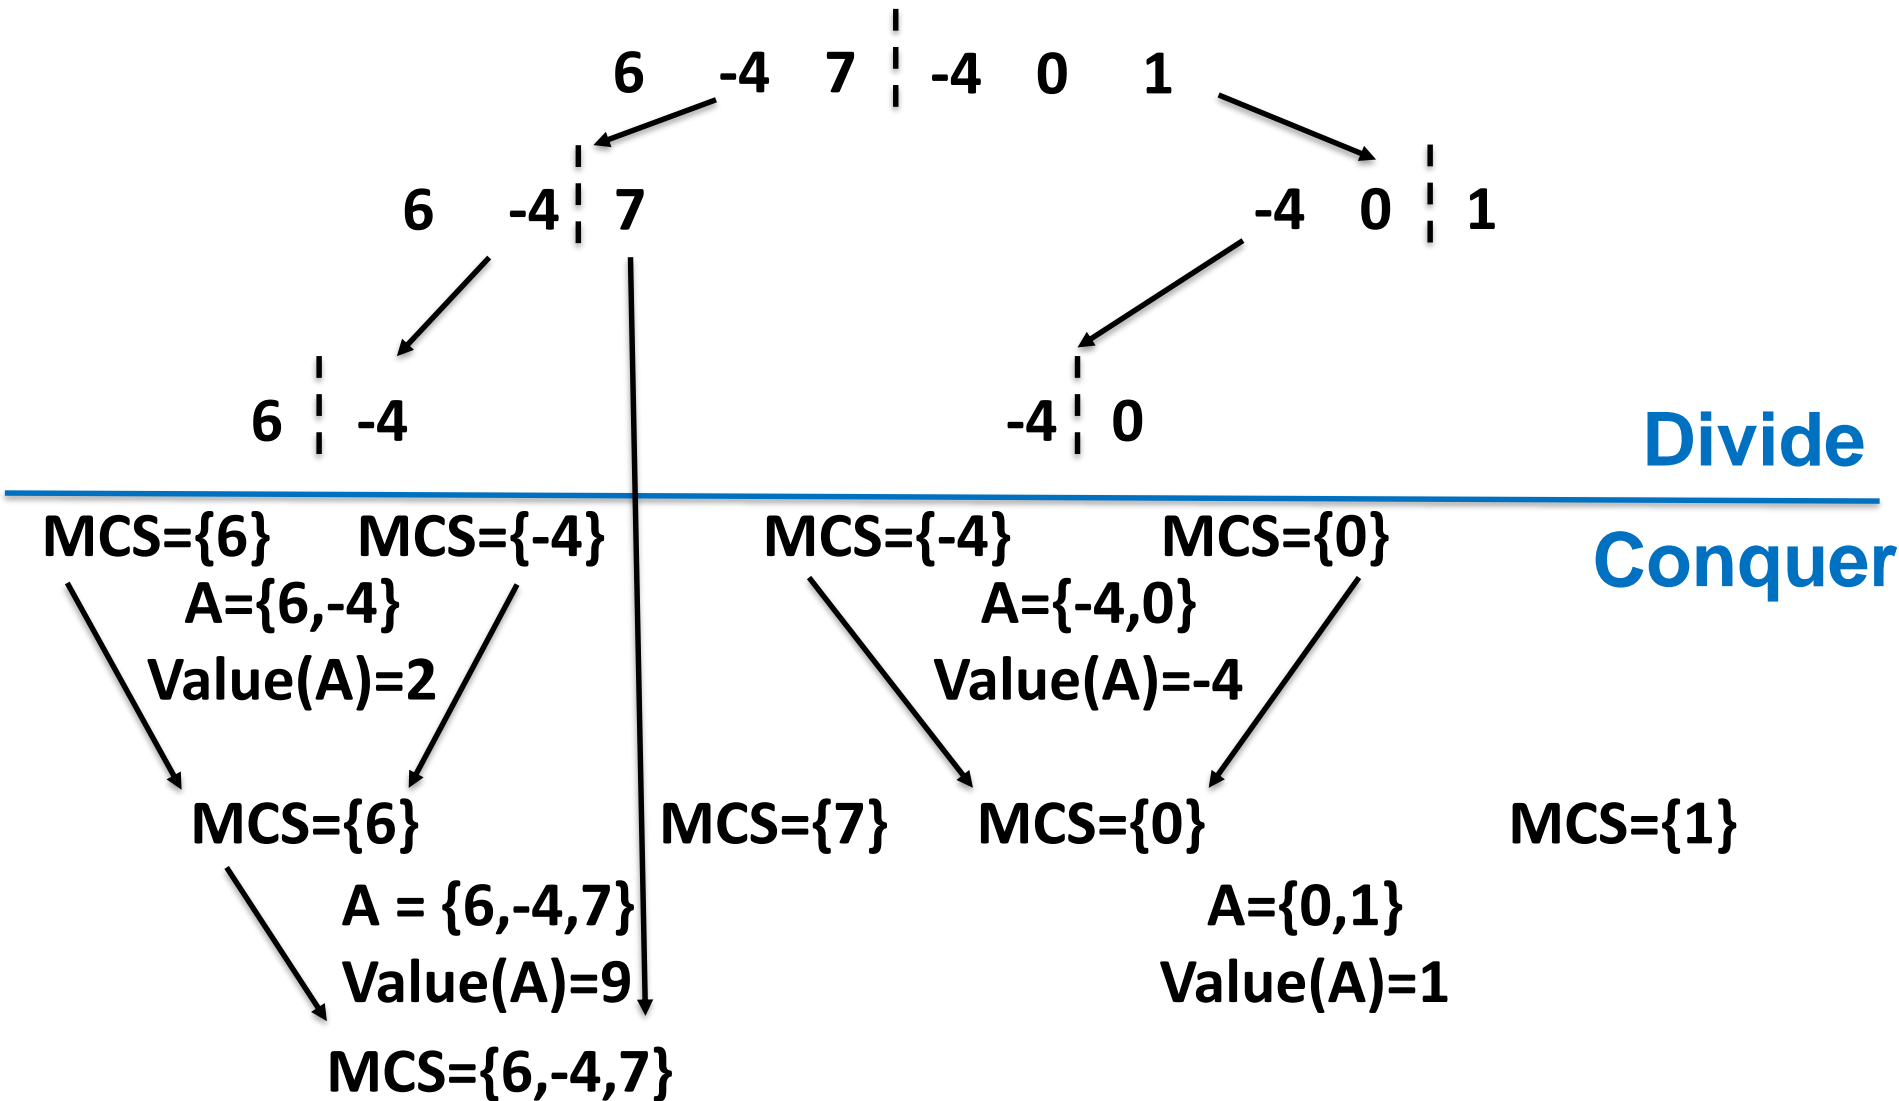 6 -4 7 -4 0 1
6 -4 7 -4 0 1
6 -4 -4 0
Divide
MCS={6} MCS={-4} MCS={-4} MCS={0}
Conquer
A={6,-4} A={-4,0}
Value(A)=2 Value(A)=-4
MCS={6} MCS={7} MCS={0} MCS={1}
A = {6,-4,7} A={0,1}
Value(A)=9 Value(A)=1
MCS={6,-4,7}